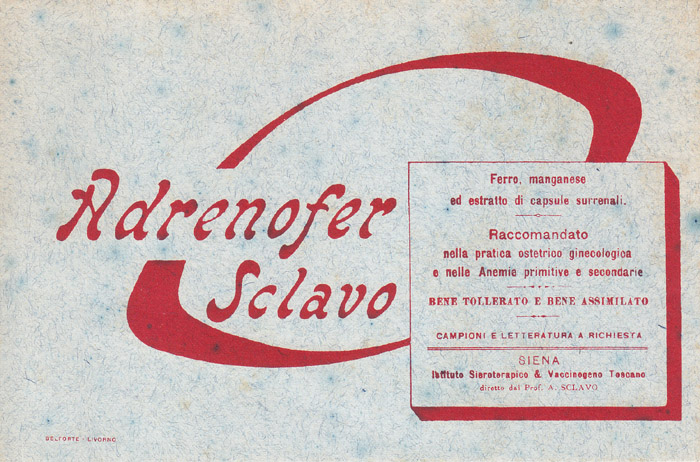 Adrenofer
Sclavo
Ferro, manganese
ed estratto di capsule surrenali.
Raccomandato
nella pratica ostetrico ginecologica
e nelle Anemie primitive e secondarie
BENE TOLLERATO E BENE ASSIMILATO
CAMPIONI E LETTERATURA A RICHIESTA
SIENA
Istituto Sieroterapico & Vaccinogeno Toscano
diretto dal Prof. A. SCLAVO
BELFORTE - LIVORNO